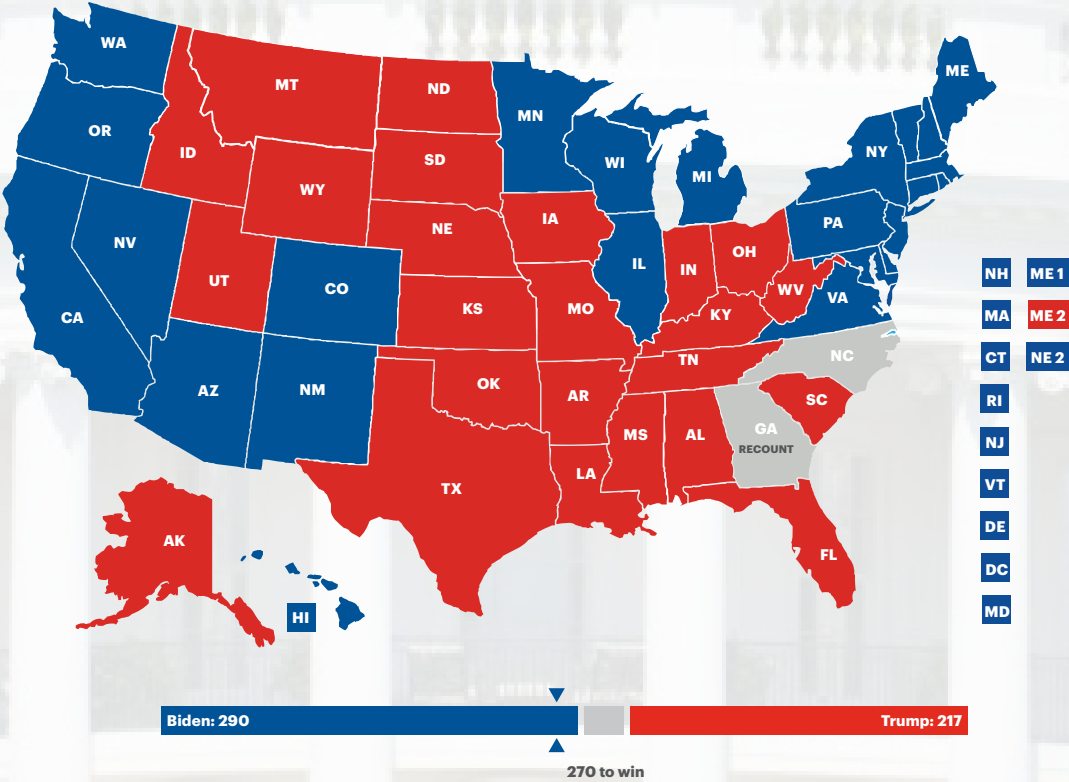 WA
MT
ND
MN
ME
OR
ID
SD
WI
MI
NY
WY
IA
NE
PA
NV
UT
CO
IL
IN
OH
WV
VA
NH
ME 1
CA
KS
MO
KY
MA
ME 2
AZ
NM
OK
AR
TN
NC
CT
NE 2
SC
RI
MS
AL
GA
RECOUNT
NJ
TX
LA
VT
AK
FL
DE
DC
HI
MD
Biden: 290
Trump: 217
270 to win